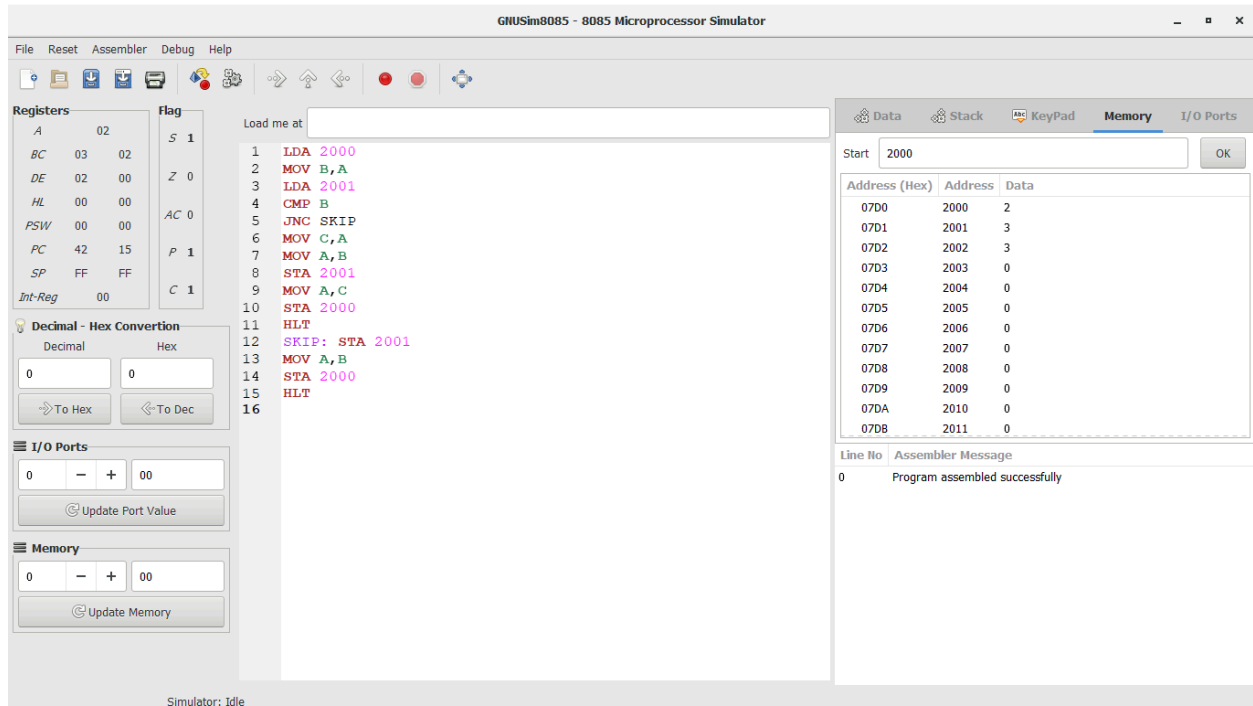 GNUSim8085 - 8085 Microprocessor Simulator
File Reset Assembler Debug Help
Registers
A 02
BC 03 02
DE 02 00
HL 00 00
PSW 00 00
PC 42 15
SP FF FF
Int-Reg 00
Flag
S 1
Z 0
AC 0
P 1
C 1
Decimal - Hex Convertion
Decimal Hex
0 0
To Hex To Dec
I/O Ports
0 − + 00
Update Port Value
Memory
0 − + 00
Update Memory
Load me at
1 LDA 2000
2 MOV B,A
3 LDA 2001
4 CMP B
5 JNC SKIP
6 MOV C,A
7 MOV A,B
8 STA 2001
9 MOV A,C
10 STA 2000
11 HLT
12 SKIP: STA 2001
13 MOV A,B
14 STA 2000
15 HLT
16
Data Stack Abc KeyPad Memory I/O Ports
Start 2000 OK
Address (Hex) Address Data
07D0 2000 2
07D1 2001 3
07D2 2002 3
07D3 2003 0
07D4 2004 0
07D5 2005 0
07D6 2006 0
07D7 2007 0
07D8 2008 0
07D9 2009 0
07DA 2010 0
07DB 2011 0
Line No Assembler Message
0 Program assembled successfully
Simulator: Idle